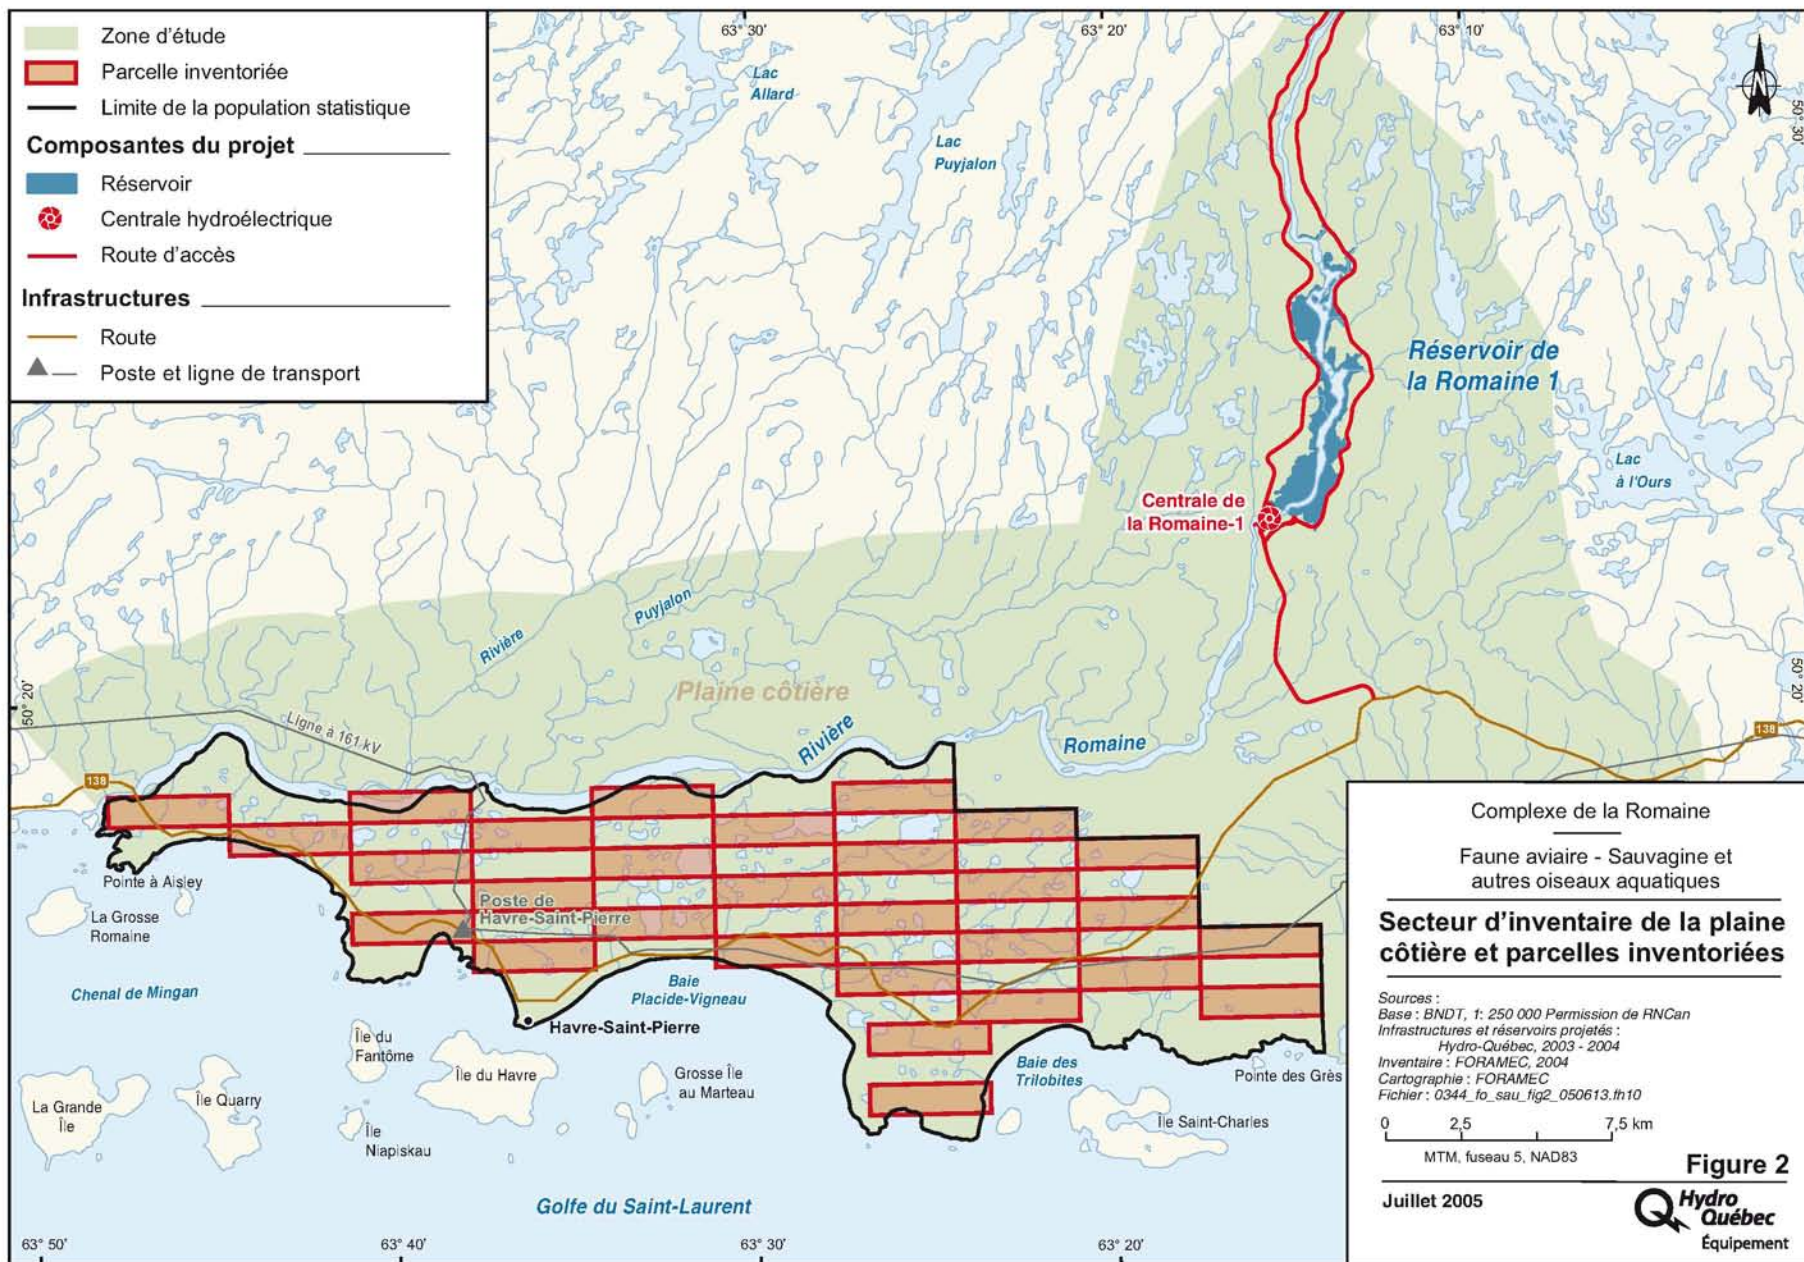 Zone d'étude
Parcelle inventoriée
Limite de la population statistique
Composantes du projet
Réservoir
Centrale hydroélectrique
Route d'accès
Infrastructures
Route
Poste et ligne de transport
63° 30'
63° 20'
63° 10'
N
50° 30'
Lac
Allard
Lac
Puyjalon
Réservoir de
la Romaine 1
Lac
à l'Ours
Centrale de
la Romaine-1
Puyjalon
Rivière
Plaine côtière
50° 20'
50° 20'
Ligne à 161 kV
Rivière
Romaine
138
138
Pointe à Aisley
La Grosse
Romaine
Poste de
Havre-Saint-Pierre
Chenal de Mingan
Baie
Placide-Vigneau
Havre-Saint-Pierre
Île du
Fantôme
Île du Havre
Grosse Île
au Marteau
Baie des
Trilobites
Pointe des Grès
La Grande
Île
Île Quarry
Île
Niapiskau
Île Saint-Charles
Golfe du Saint-Laurent
63° 50'
63° 40'
63° 30'
63° 20'
Complexe de la Romaine
Faune aviaire - Sauvagine et
autres oiseaux aquatiques
Secteur d'inventaire de la plaine
côtière et parcelles inventoriées
Sources :
Base : BNDT, 1: 250 000 Permission de RNCan
Infrastructures et réservoirs projetés :
Hydro-Québec, 2003 - 2004
Inventaire : FORAMEC, 2004
Cartographie : FORAMEC
Fichier : 0344_fo_sau_fig2_050613.fh10
0 2,5 7,5 km
MTM, fuseau 5, NAD83
Figure 2
Juillet 2005
Hydro
Québec
Équipement